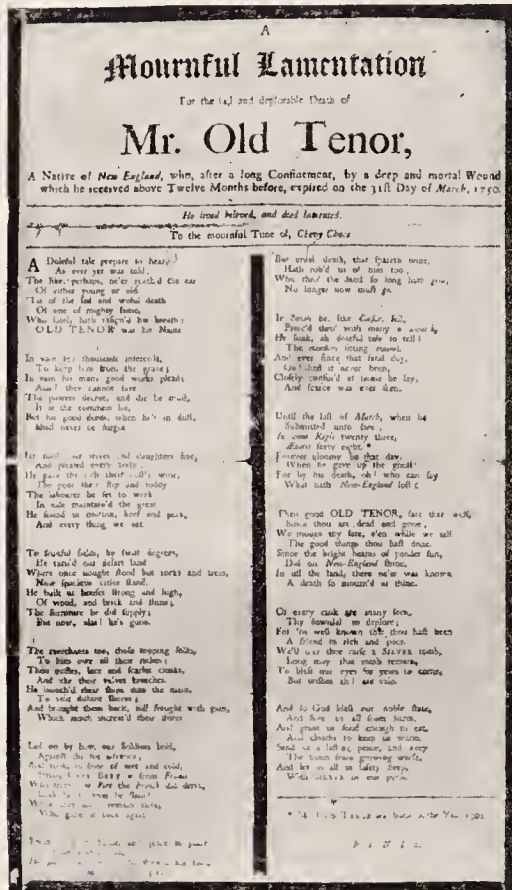 A
Mournful Lamentation
For the sad and deplorable Death of
Mr. Old Tenor,
A Native of New England, who, after a long Confinement, by a deep and mortal Wound
which he received above Twelve Months before, expired on the 31st Day of March, 1750.
He lived beloved, and died lamented.
To the mournful Tune of, Chevy Chace
A Doleful tale prepare to hear,
As ever yet was told,
The like, perhaps, ne'er reach'd the ear
Of either young or old.
'Tis of the sad and woful death
Of one of mighty fame,
Who lately hath resign'd his breath;
OLD TENOR was his Name
In vain ten thousands intercede,
To keep him from the grave;
In vain his many good works plead;
Alas! they cannot save
The powers decree, and die he must,
It is the common lot,
But his good deeds, when he's in dust,
Shall never be forgot
He made our wives and daughters fine,
And pleased every body;
He gave the rich their costly wine,
The poor their flip and toddy
The labourer he set to work
In ease maintain'd the great
He found us mutton, beef and pork,
And every thing we eat
To fruitful fields, by swift degrees,
He turn'd our desart land
Where once nought stood but rocks and trees,
Now spacious cities stand.
He built us houses strong and high,
Of wood, and brick and stone;
The furniture he did supply;
But now, alas! he's gone.
The merchants too, those topping folks,
To him owe all their riches;
Their ruffles, lace and scarlet cloaks,
And eke their velvet breeches.
He launch'd their ships into the main,
To visit distant shores;
And brought them back, full fraught with gain,
Which much increas'd their stores
Led on by him, our Soldiers bold,
Against the foe advance;
And took, in spite of wet and cold,
Strong CAPE BRETON from France
But cruel death, that spareth none,
Hath rob'd us of him too,
Who thro' the land so long hath gone,
No longer now must go.
In Senate he, like Cæsar, fell,
Pierc'd thro' with many a wound,
He sunk, ah doleful tale to tell!
The members sitting round.
And ever since that fatal day,
Oh! had it never been,
Closely confin'd at home he lay,
And scarce was ever seen.
Until the last of March, when he
Submitted unto fate;
In anno Regis twenty three,
Ætatis forty eight. *
Forever gloomy be that day,
When he gave up the ghost:
For by his death, oh! who can say
What hath New-England lost?
Then good OLD TENOR, fare thee well,
Since thou art dead and gone,
We mourn thy fate, e'en while we tell
The good things thou hast done.
Since the bright beams of yonder sun,
Did on New-England shine,
In all the land, there ne'er was known
A death so mourn'd as thine.
Of every rank are many seen,
Thy downfal to deplore;
For 'tis well known that thou hast been
A friend to rich and poor.
We'll o'er thee raise a SILVER tomb,
Long may that tomb remain,
To bless our eyes for years to come,
But wishes ah! are vain.
And so God bless our noble state,
And save us all from harm,
And grant us food enough to eat,
And cloaths to keep us warm.
Send us a lasting peace, and keep
The times from growing worse,
And let us all in safety sleep,
With SILVER in our purse.
FINIS.